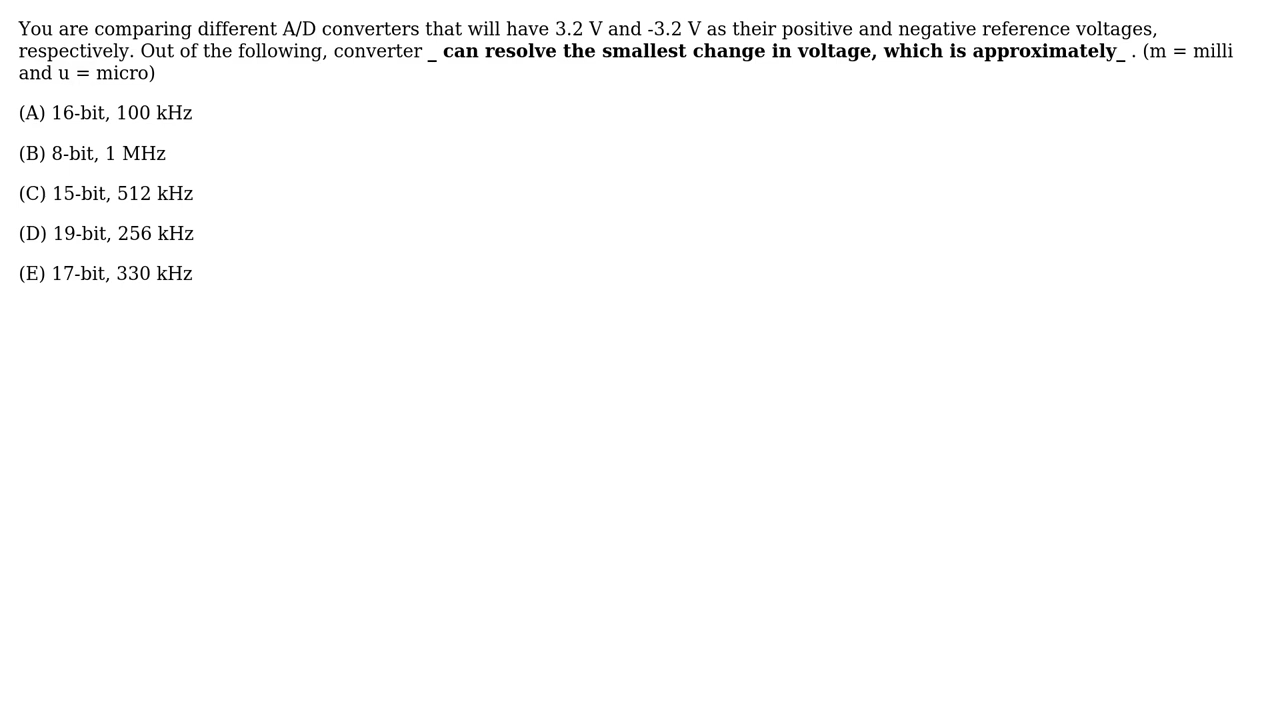 You are comparing different A/D converters that will have 3.2 V and -3.2 V as their positive and negative reference voltages,
respectively. Out of the following, converter _ can resolve the smallest change in voltage, which is approximately_ . (m = milli
and u = micro)
(A) 16-bit, 100 kHz
(B) 8-bit, 1 MHz
(C) 15-bit, 512 kHz
(D) 19-bit, 256 kHz
(E) 17-bit, 330 kHz